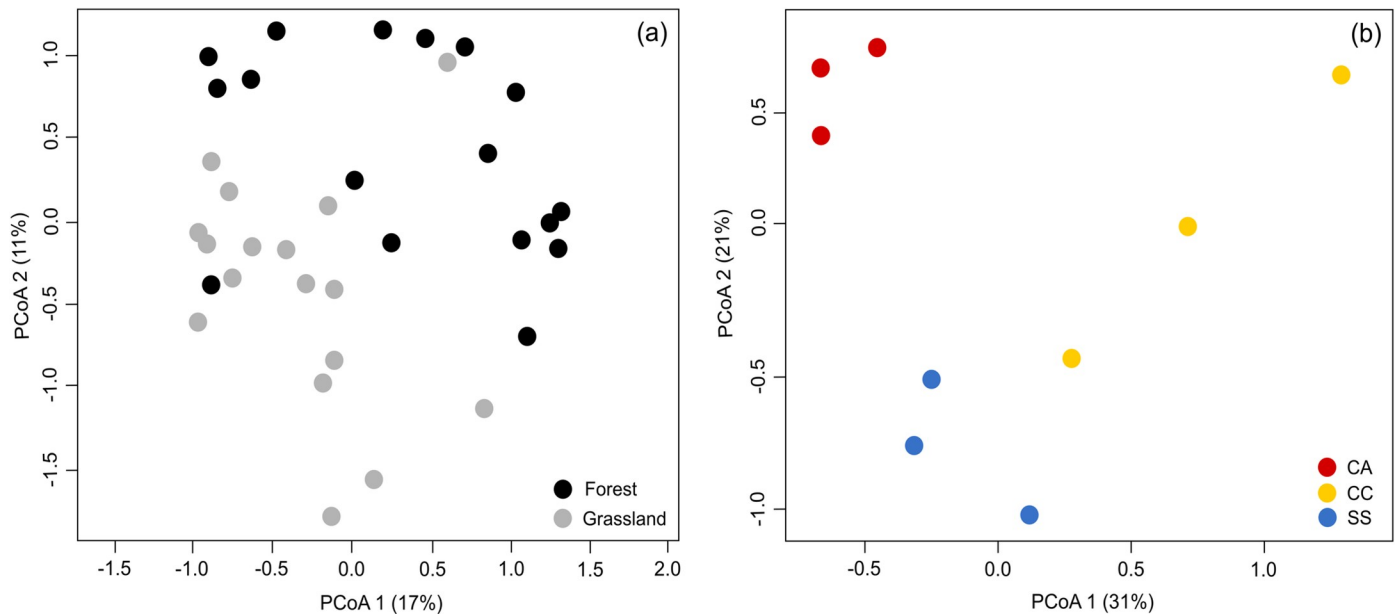 (a)
1.0
0.5
0.0
-0.5
-1.0
-1.5
PCoA 2 (11%)
Forest
Grassland
-1.5 -1.0 -0.5 0.0 0.5 1.0 1.5 2.0
PCoA 1 (17%)
(b)
0.5
0.0
-0.5
-1.0
PCoA 2 (21%)
CA
CC
SS
-0.5 0.0 0.5 1.0
PCoA 1 (31%)